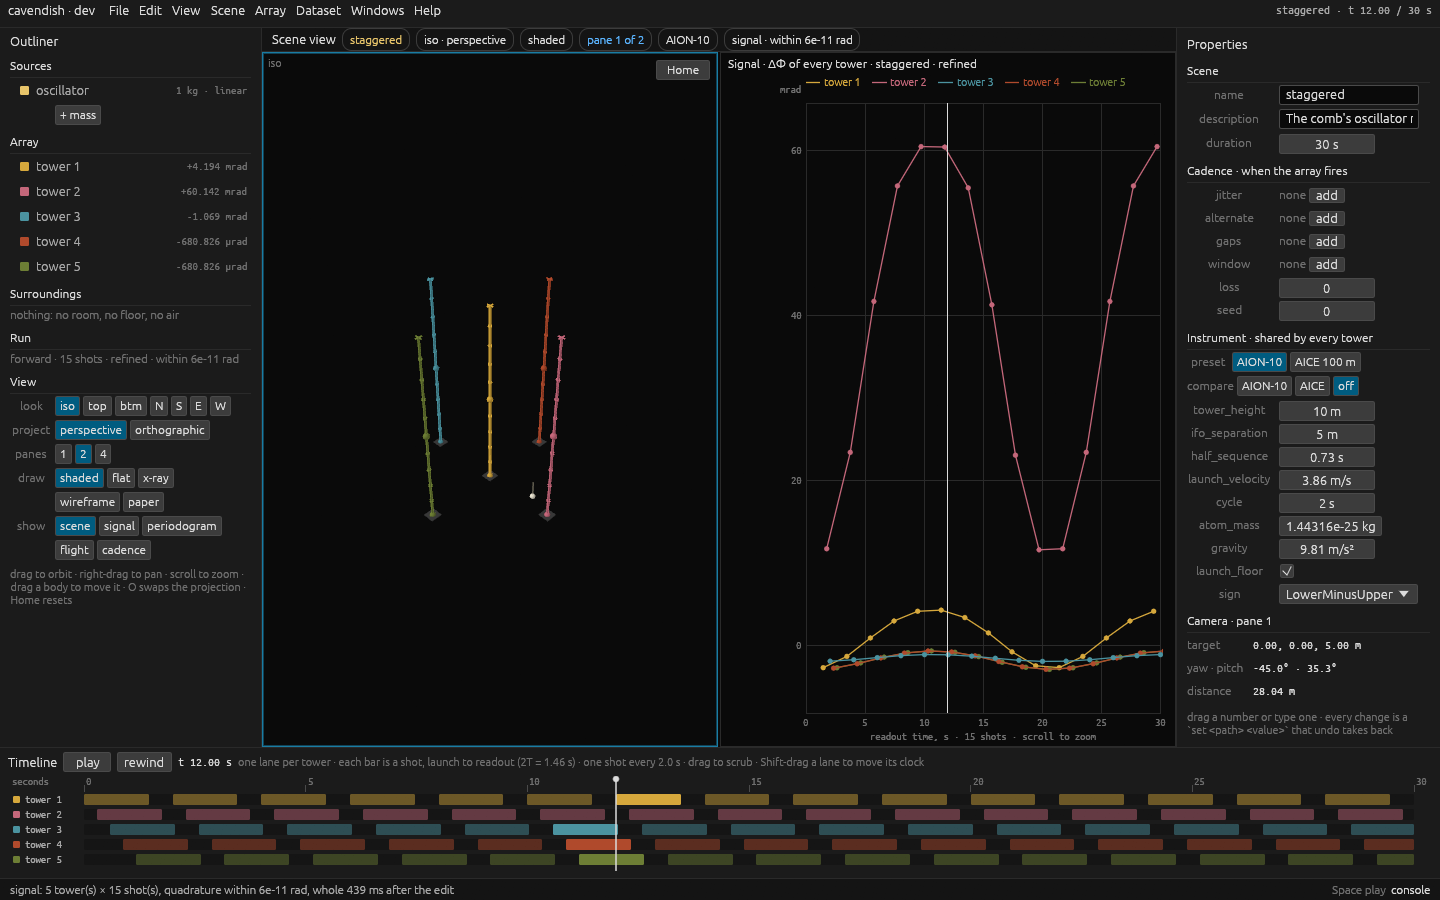 cavendish · dev File Edit View Scene Array Dataset Windows Help
staggered · t 12.00 / 30 s
Outliner
Sources
oscillator 1 kg · linear
+ mass
Array
tower 1 +4.194 mrad
tower 2 +60.142 mrad
tower 3 -1.069 mrad
tower 4 -680.826 µrad
tower 5 -680.826 µrad
Surroundings
nothing: no room, no floor, no air
Run
forward · 15 shots · refined · within 6e-11 rad
View
look iso top btm N S E W
project perspective orthographic
panes 1 2 4
draw shaded flat x-ray
wireframe paper
show scene signal periodogram
flight cadence
drag to orbit · right-drag to pan · scroll to zoom ·
drag a body to move it · O swaps the projection ·
Home resets
Scene view staggered iso · perspective shaded pane 1 of 2 AION-10 signal · within 6e-11 rad
iso
Home
Signal · ΔΦ of every tower · staggered · refined
tower 1 tower 2 tower 3 tower 4 tower 5
mrad
60
40
20
0
0 5 10 15 20 25 30
readout time, s · 15 shots · scroll to zoom
Properties
Scene
name staggered
description The comb's oscillator r
duration 30 s
Cadence · when the array fires
jitter none add
alternate none add
gaps none add
window none add
loss 0
seed 0
Instrument · shared by every tower
preset AION-10 AICE 100 m
compare AION-10 AICE off
tower_height 10 m
ifo_separation 5 m
half_sequence 0.73 s
launch_velocity 3.86 m/s
cycle 2 s
atom_mass 1.44316e-25 kg
gravity 9.81 m/s²
launch_floor
sign LowerMinusUpper
Camera · pane 1
target 0.00, 0.00, 5.00 m
yaw · pitch -45.0° · 35.3°
distance 28.04 m
drag a number or type one · every change is a
`set <path> <value>` that undo takes back
Timeline play rewind t 12.00 s one lane per tower · each bar is a shot, launch to readout (2T = 1.46 s) · one shot every 2.0 s · drag to scrub · Shift-drag a lane to move its clock
seconds 0 5 10 15 20 25 30
tower 1
tower 2
tower 3
tower 4
tower 5
signal: 5 tower(s) × 15 shot(s), quadrature within 6e-11 rad, whole 439 ms after the edit
Space play console